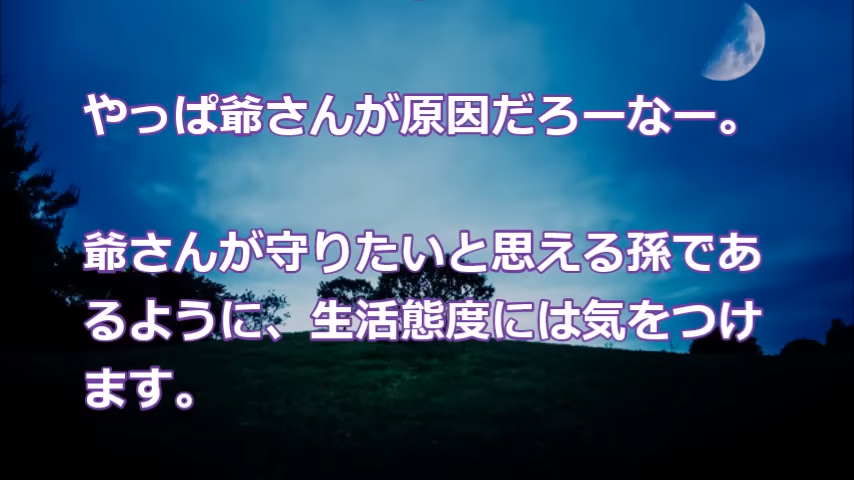 やっぱ爺さんが原因だろーなー。
爺さんが守りたいと思える孫であ
るように、生活態度には気をつけ
ます。